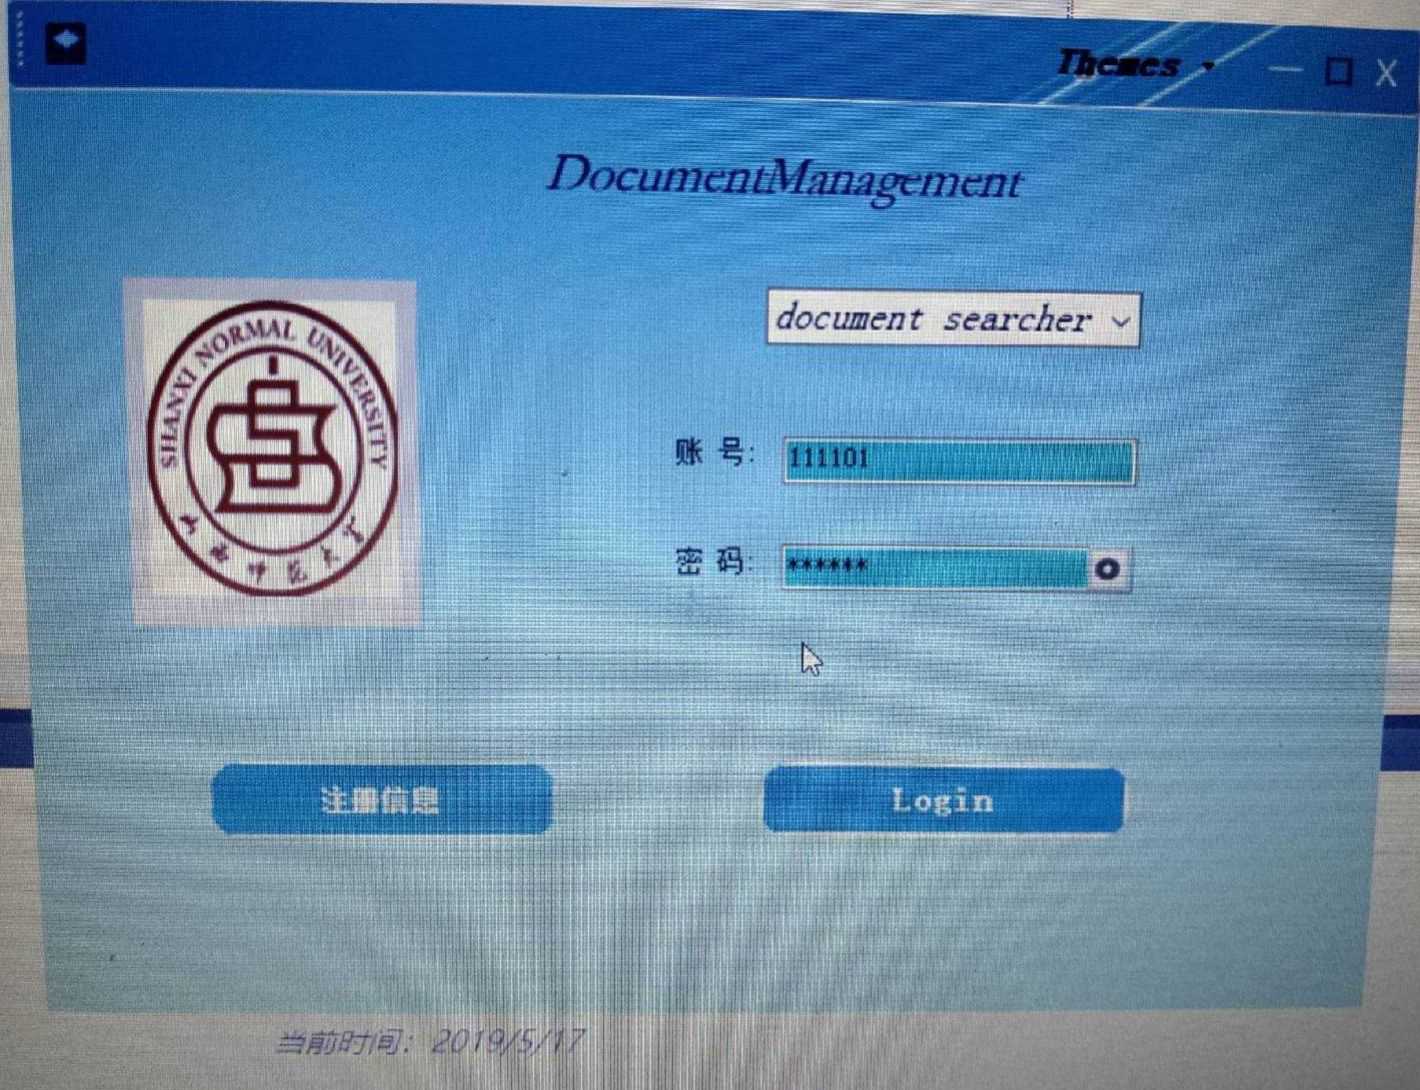 Themes
DocumentManagement
SHANXI NORMAL UNIVERSITY
山西师范大学
document searcher
账 号: 111101
密 码: ******
注册信息
Login
当前时间: 2019/5/17